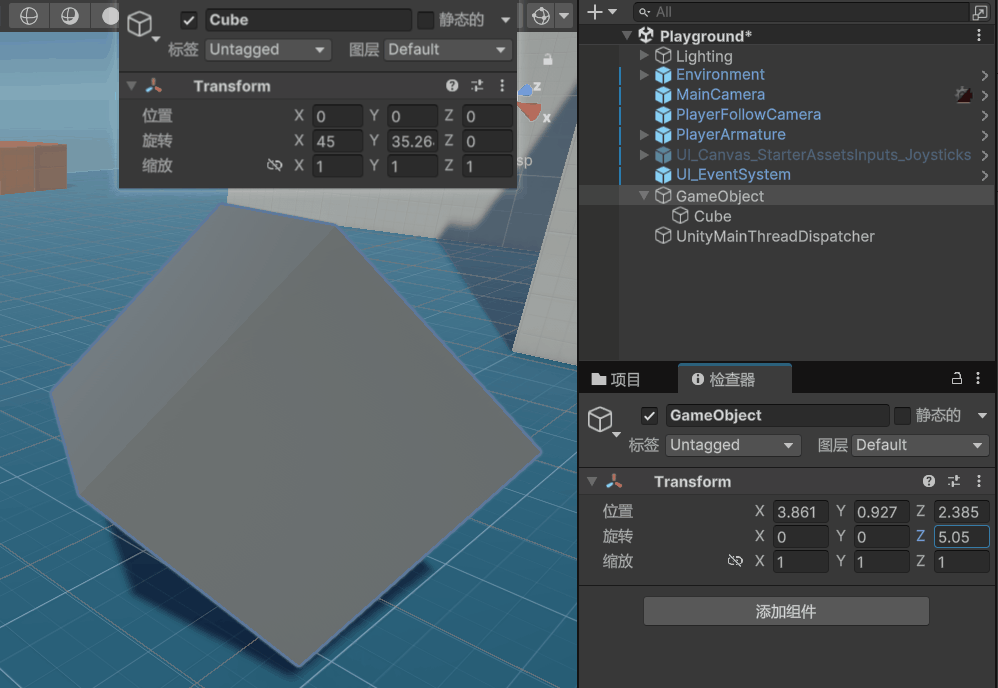 Cube
静态的
标签 Untagged 图层 Default
Transform
位置 X 0 Y 0 Z 0
旋转 X 45 Y 35.26 Z 0
缩放 X 1 Y 1 Z 1
z
x
sp
All
Playground*
Lighting
Environment
MainCamera
PlayerFollowCamera
PlayerArmature
UI_Canvas_StarterAssetsInputs_Joysticks
UI_EventSystem
GameObject
Cube
UnityMainThreadDispatcher
项目 检查器
GameObject 静态的
标签 Untagged 图层 Default
Transform
位置 X 3.861 Y 0.927 Z 2.385
旋转 X 0 Y 0 Z 5.05
缩放 X 1 Y 1 Z 1
添加组件